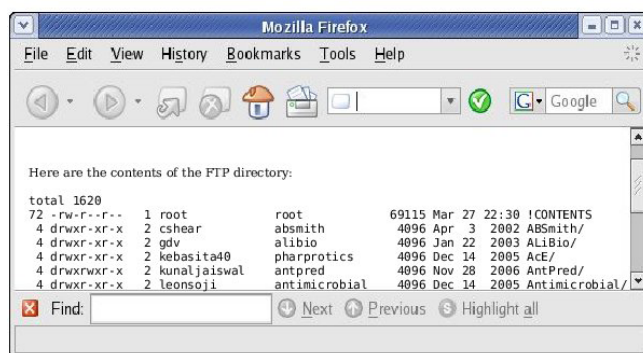 Mozilla Firefox
File Edit View History Bookmarks Tools Help
G Google
Here are the contents of the FTP directory:
total 1620
72 -rw-r--r-- 1 root root 69115 Mar 27 22:30 !CONTENTS
4 drwxr-xr-x 2 cshear absmith 4096 Apr 3 2002 ABSmith/
4 drwxr-xr-x 2 gdv alibio 4096 Jan 22 2003 ALiBio/
4 drwxr-xr-x 2 kebasita40 pharprotics 4096 Dec 14 2005 AcE/
4 drwxrwxr-x 2 kunaljaiswal antpred 4096 Nov 28 2006 AntPred/
4 drwxr-xr-x 2 leonsoji antimicrobial 4096 Dec 14 2005 Antimicrobial/
Find: Next Previous Highlight all